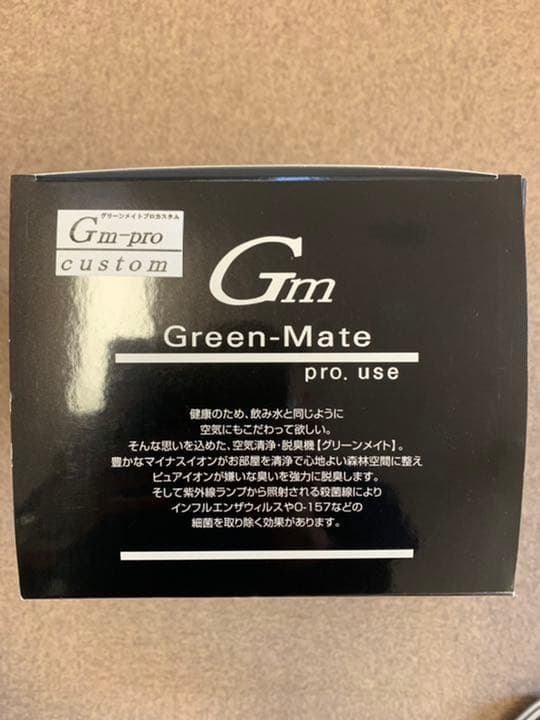 グリーンメイトプロカスタム
Gm-pro
custom
Gm
Green-Mate
pro. use
健康のため、飲み水と同じように
空気にもこだわって欲しい。
そんな思いを込めた、空気清浄・脱臭機【グリーンメイト】。
豊かなマイナスイオンがお部屋を清浄で心地よい森林空間に整え
ピュアイオンが嫌いな臭いを強力に脱臭します。
そして紫外線ランプから照射される殺菌線により
インフルエンザウィルスやO-157などの
細菌を取り除く効果があります。